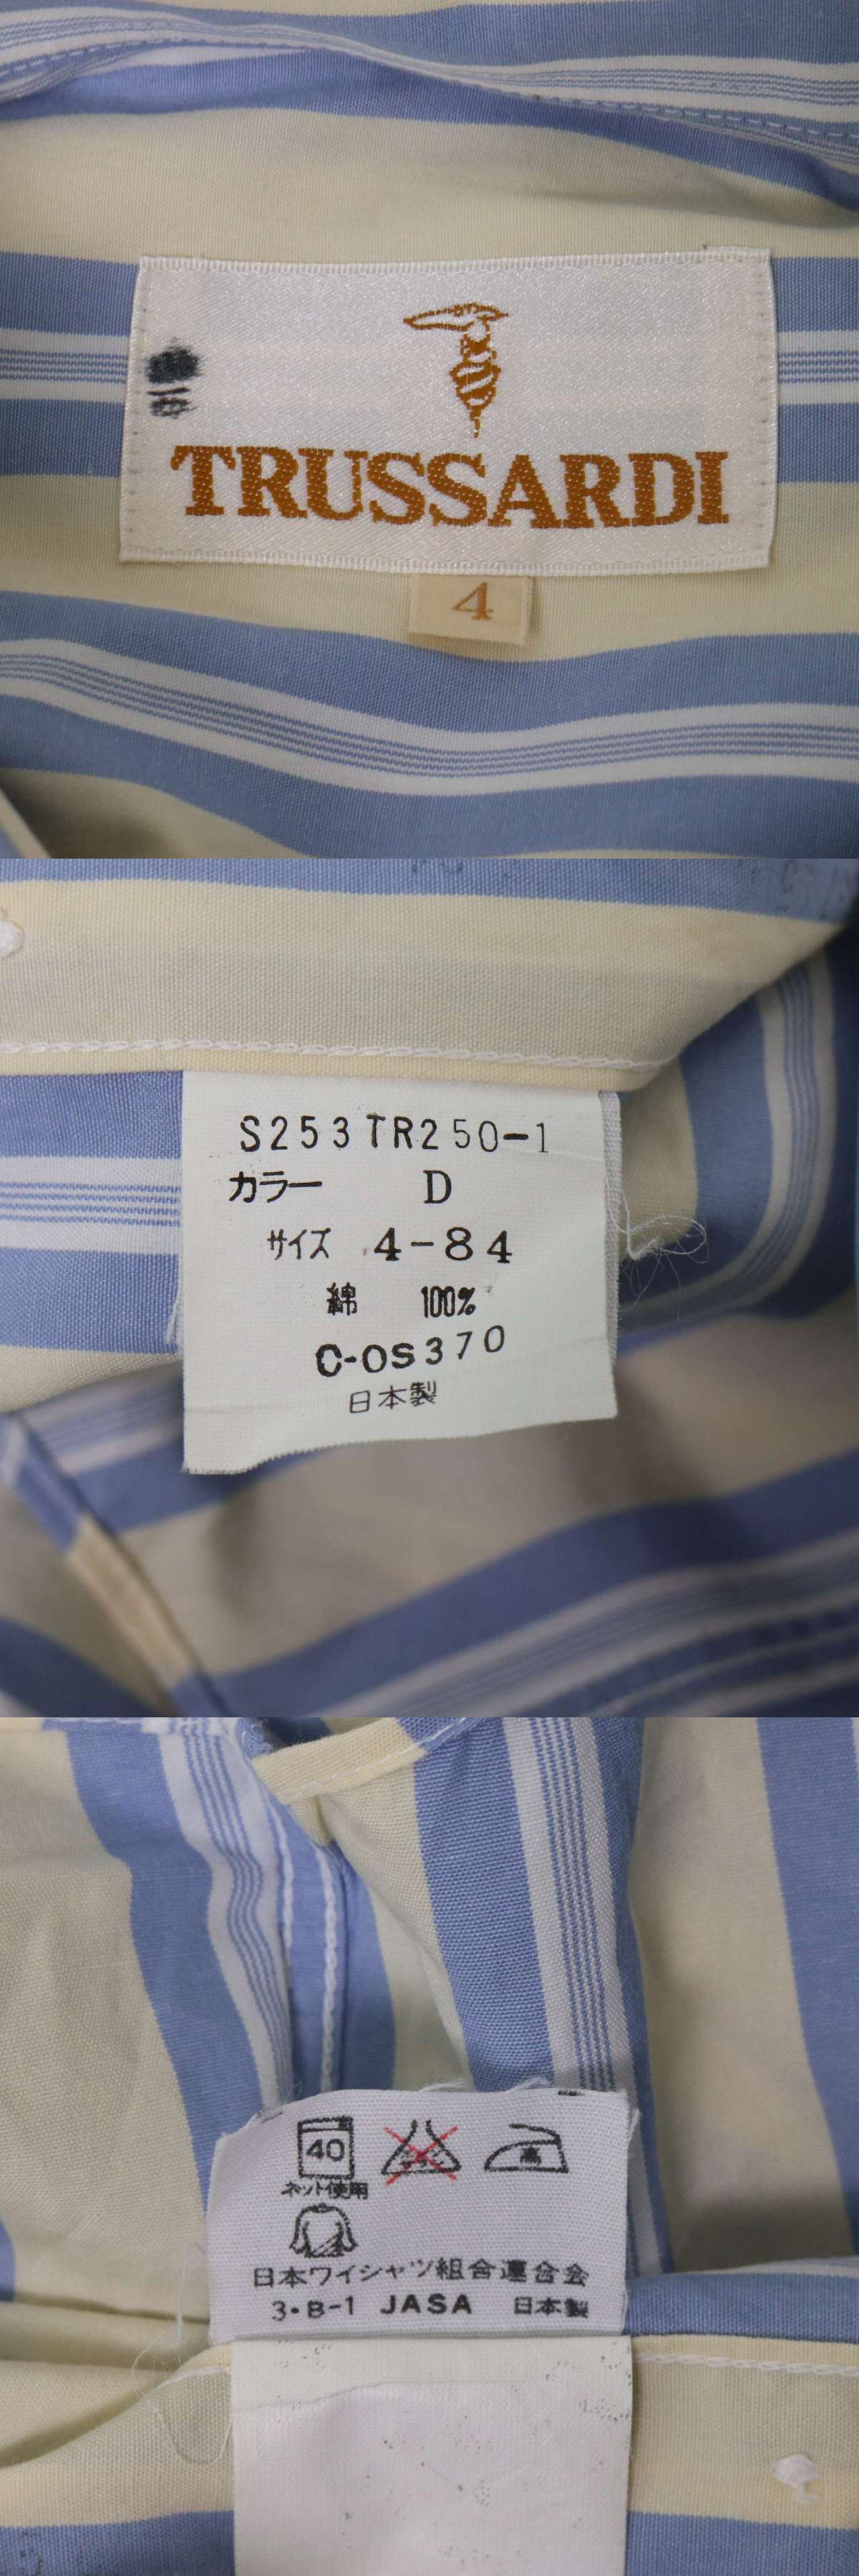 TRUSSARDI
4
S253TR250-1
カラー D
サイズ 4-84
綿 100%
C-OS370
日本製
40 高
ネット使用
日本ワイシャツ組合連合会
3・B-1 JASA 日本製